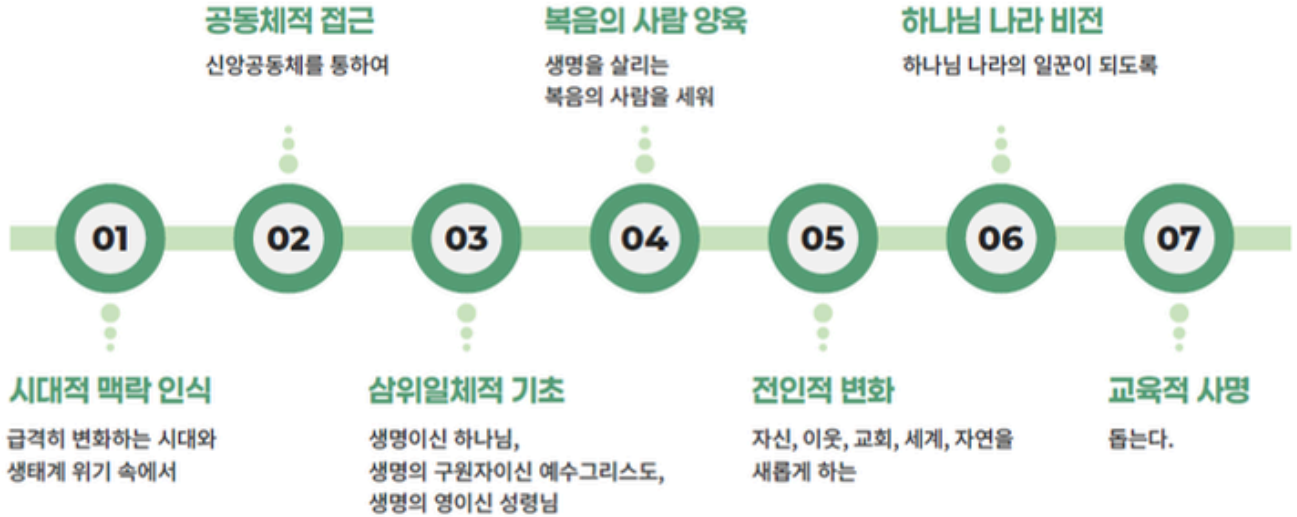 공동체적 접근
신앙공동체를 통하여
복음의 사람 양육
생명을 살리는
복음의 사람을 세워
하나님 나라 비전
하나님 나라의 일꾼이 되도록
01
02
03
04
05
06
07
시대적 맥락 인식
급격히 변화하는 시대와
생태계 위기 속에서
삼위일체적 기초
생명이신 하나님,
생명의 구원자이신 예수그리스도,
생명의 영이신 성령님
전인적 변화
자신, 이웃, 교회, 세계, 자연을
새롭게 하는
교육적 사명
돕는다.